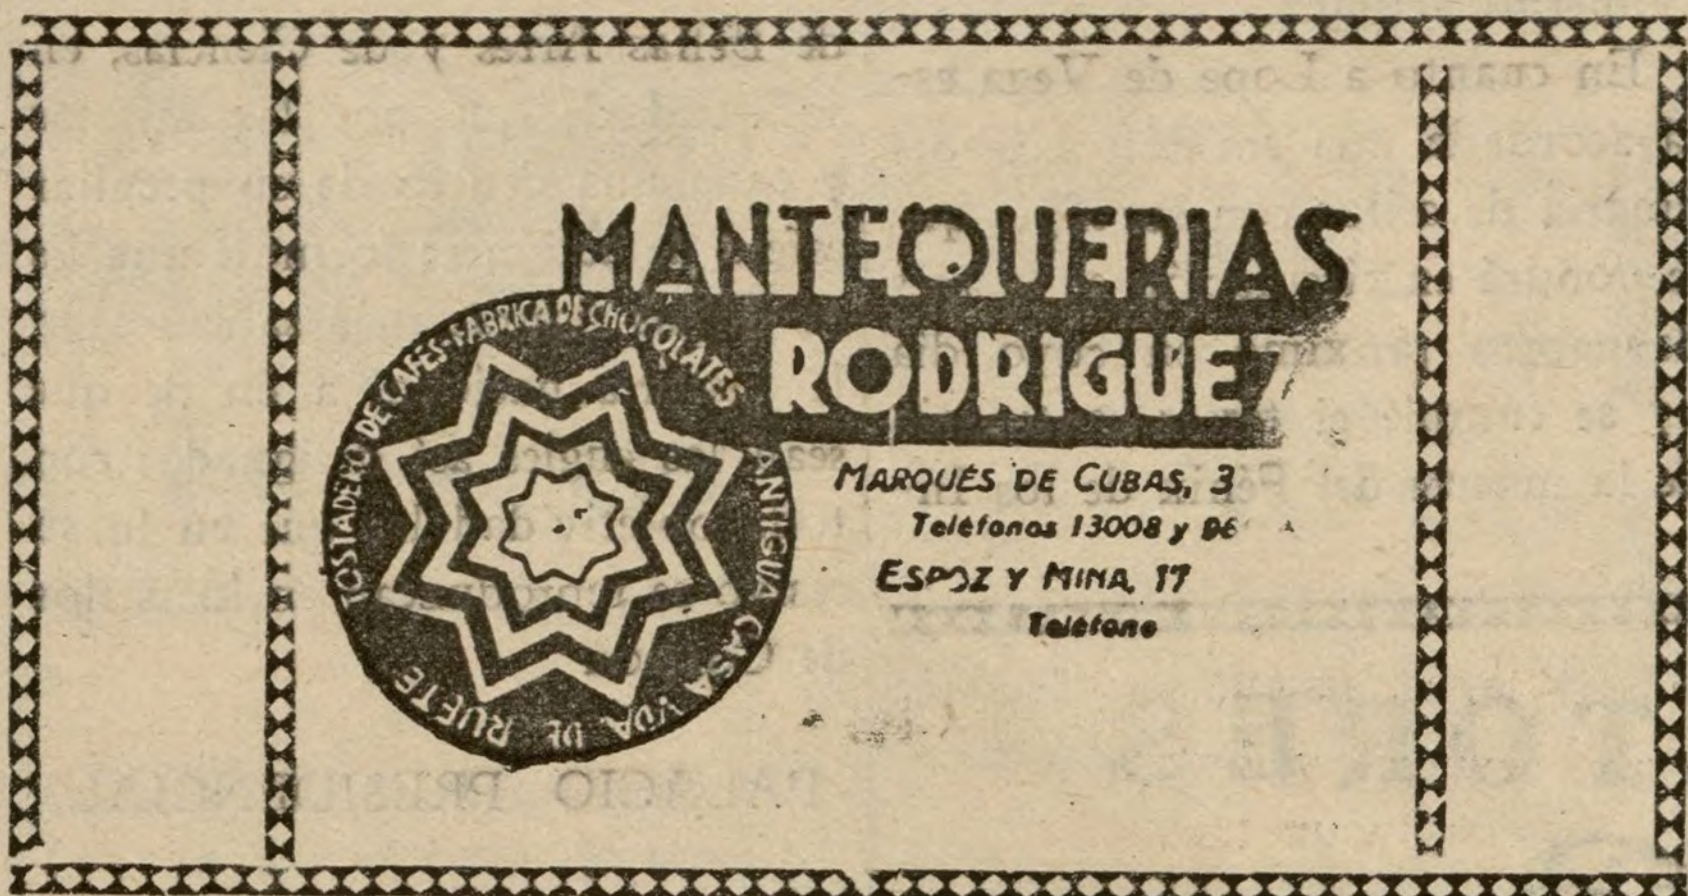 MANTEQUERIAS
RODRIGUEZ
TOSTADERO DE CAFES-FABRICA DE CHOCOLATES
ANTIGUA CASA VDA DE RUETE
MARQUÉS DE CUBAS, 3
Teléfonos 13008 y
ESPOZ Y MINA, 17
Teléfono